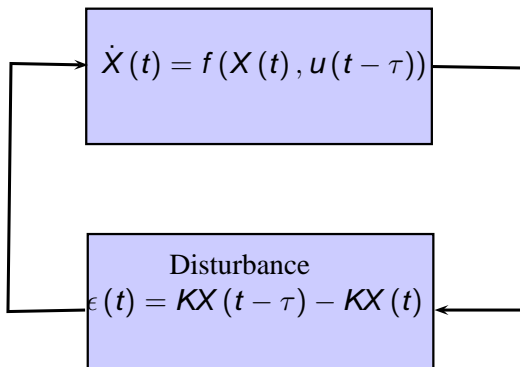 Ẋ(t) = f(X(t), u(t − τ))
Disturbance
ϵ(t) = KX(t − τ) − KX(t)